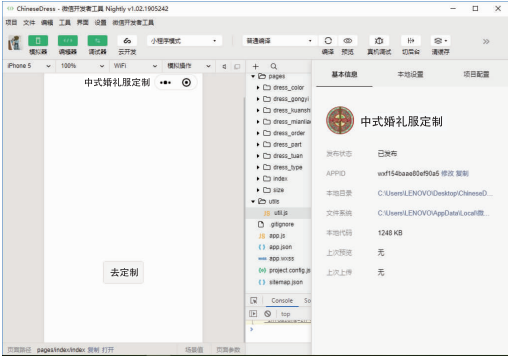 ChineseDress - 微信开发者工具 Nightly v1.02.1905242
项目 文件 编辑 工具 界面 设置 微信开发者工具
模拟器 编辑器 调试器 云开发
小程序模式
普通编译
编译 预览 真机调试 切后台 清缓存
iPhone 5 100% WiFi 模拟操作
中式婚礼服定制
去定制
pages
dress_color
dress_gongyi
dress_kuansh
dress_mianliao
dress_order
dress_part
dress_tuan
dress_type
index
size
utils
JS util.js
gitignore
JS app.js
{} app.json
wxss app.wxss
project.config.js
{} sitemap.json
Console So
top
基本信息 本地设置 项目配置
中式婚礼服定制
发布状态 已发布
APPID wxf154baae80ef90a5 修改 复制
本地目录 C:\Users\LENOVO\Desktop\ChineseD...
文件系统 C:\Users\LENOVO\AppData\Local\微...
本地代码 1248 KB
上次预览 无
上次上传 无
页面路径 pages/index/index 复制 打开 场景值 页面参数